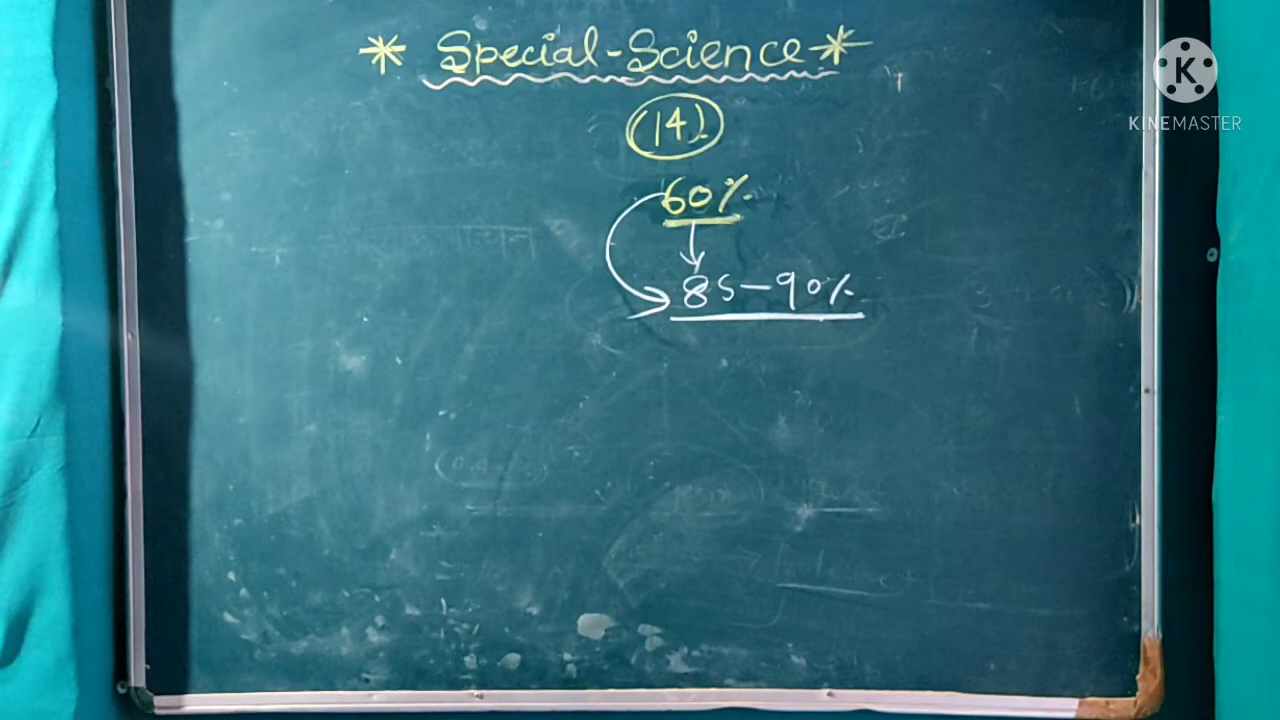 * Special-Science *
(14).
60%.
85-90%.
KINEMASTER